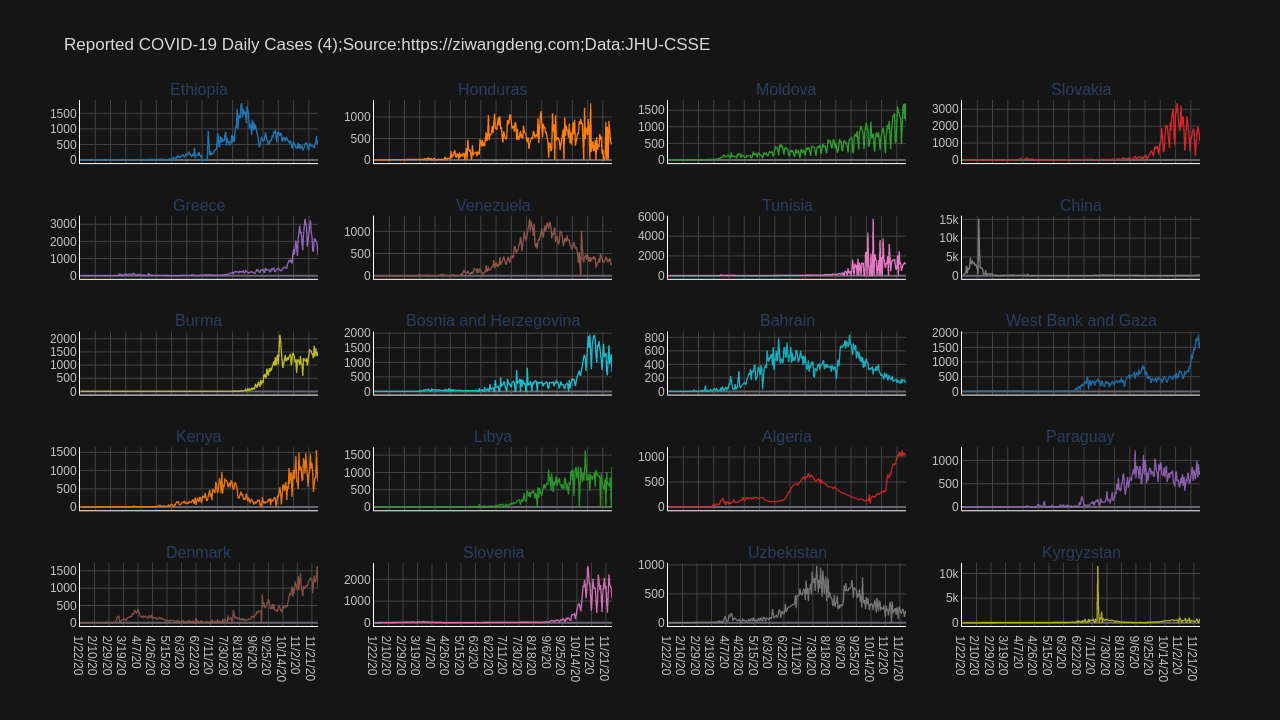 Reported COVID-19 Daily Cases (4);Source:https://ziwangdeng.com;Data:JHU-CSSE
Ethiopia
1500
1000
500
0
Honduras
1000
500
0
Moldova
1500
1000
500
0
Slovakia
3000
2000
1000
0
Greece
3000
2000
1000
0
Venezuela
1000
500
0
Tunisia
6000
4000
2000
0
China
15k
10k
5k
0
Burma
2000
1500
1000
500
0
Bosnia and Herzegovina
2000
1500
1000
500
0
Bahrain
800
600
400
200
0
West Bank and Gaza
2000
1500
1000
500
0
Kenya
1500
1000
500
0
Libya
1500
1000
500
0
Algeria
1000
500
0
Paraguay
1000
500
0
Denmark
1500
1000
500
0
1/22/20 2/10/20 2/29/20 3/19/20 4/7/20 4/26/20 5/15/20 6/3/20 6/22/20 7/11/20 7/30/20 8/18/20 9/6/20 9/25/20 10/14/20 11/2/20 11/21/20
Slovenia
2000
1000
0
1/22/20 2/10/20 2/29/20 3/19/20 4/7/20 4/26/20 5/15/20 6/3/20 6/22/20 7/11/20 7/30/20 8/18/20 9/6/20 9/25/20 10/14/20 11/2/20 11/21/20
Uzbekistan
1000
500
0
1/22/20 2/10/20 2/29/20 3/19/20 4/7/20 4/26/20 5/15/20 6/3/20 6/22/20 7/11/20 7/30/20 8/18/20 9/6/20 9/25/20 10/14/20 11/2/20 11/21/20
Kyrgyzstan
10k
5k
0
1/22/20 2/10/20 2/29/20 3/19/20 4/7/20 4/26/20 5/15/20 6/3/20 6/22/20 7/11/20 7/30/20 8/18/20 9/6/20 9/25/20 10/14/20 11/2/20 11/21/20